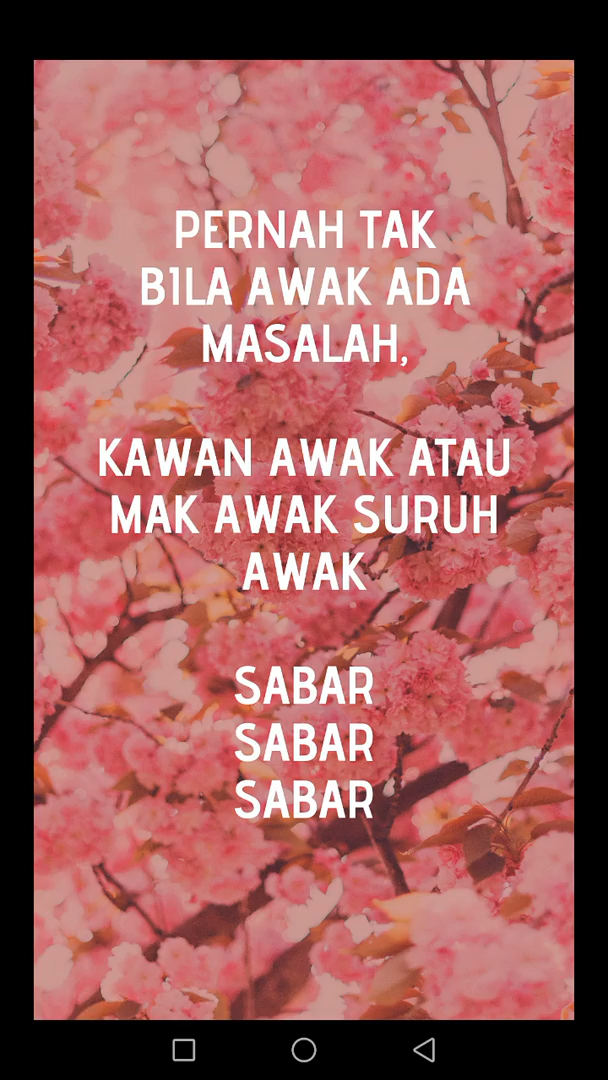 PERNAH TAK
BILA AWAK ADA
MASALAH,
KAWAN AWAK ATAU
MAK AWAK SURUH
AWAK
SABAR
SABAR
SABAR